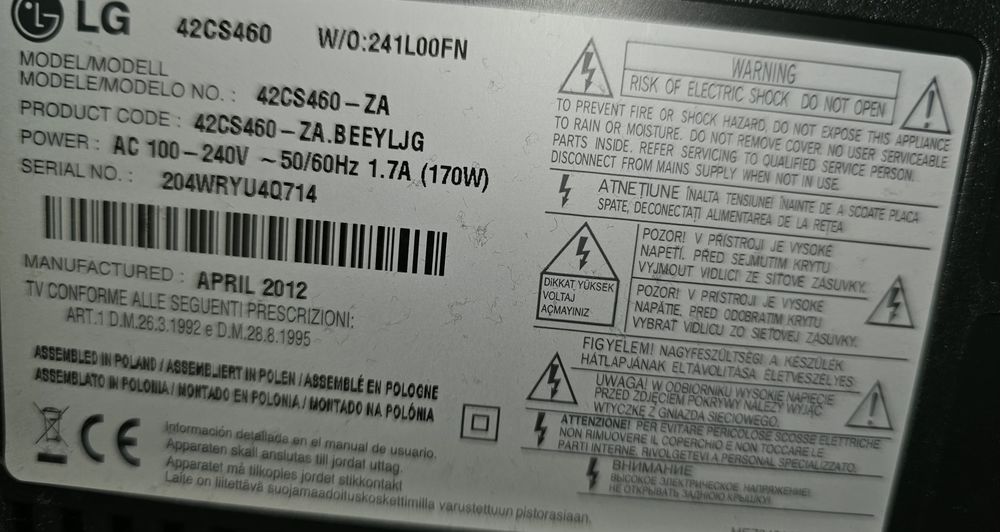 LG 42CS460 W/O:241L00FN
MODEL/MODELL
MODELE/MODELO NO. : 42CS460-ZA
PRODUCT CODE : 42CS460-ZA.BEEYLJG
POWER : AC 100-240V ~50/60Hz 1.7A (170W)
SERIAL NO. : 204WRYU4Q714
MANUFACTURED : APRIL 2012
TV CONFORME ALLE SEGUENTI PRESCRIZIONI:
ART.1 D.M.26.3.1992 e D.M.28.8.1995
ASSEMBLED IN POLAND / ASSEMBLIERT IN POLEN / ASSEMBLÉ EN POLOGNE
ASSEMBLATO IN POLONIA / MONTADO EN POLONIA / MONTADO NA POLÓNIA
CE
Información detallada en el manual de usuario.
Apparaten skall anslutas till jordat uttag.
Apparatet må tilkoples jordet stikkontakt
Laite on liitettävä suojamaadoituskoskettimilla varustettuun pistorasiaan.
WARNING
RISK OF ELECTRIC SHOCK DO NOT OPEN
TO PREVENT FIRE OR SHOCK HAZARD, DO NOT EXPOSE THIS APPLIANCE
TO RAIN OR MOISTURE. DO NOT REMOVE COVER. NO USER SERVICEABLE
PARTS INSIDE. REFER SERVICING TO QUALIFIED SERVICE PERSON.
DISCONNECT FROM MAINS SUPPLY WHEN NOT IN USE.
ATNEȚIUNE ÎNALTA TENSIUNE! ÎNAINTE DE A SCOATE PLACA
SPATE, DECONECTAȚI ALIMENTAREA DE LA REȚEA
DİKKAT, YÜKSEK
VOLTAJ
AÇMAYINIZ
POZOR! V PŘÍSTROJI JE VYSOKÉ
NAPETÍ. PŘED SEJMUTIM KRYTU
VYJMOUT VIDLICI ZE SÍTOVÉ ZÁSUVKY.
POZOR! V PRÍSTROJI JE VYSOKÉ
NAPÁTIE, PRED ODOBRATIM KRYTU
VYBRAŤ VIDLICU ZO SIEŤOVEJ ZÁSUVKY.
FIGYELEM! NAGYFESZÜLTSÉG! A KÉSZÜLÉK
HÁTLAPJÁNAK ELTAVOLÍTÁSA ÉLETVESZÉLYES
UWAGA! W ODBIORNIKU WYSOKIE NAPIĘCIE
PRZED ZDJĘCIEM POKRYWY NALEŻY WYJĄĆ
WTYCZKĘ Z GNIAZDA SIECIOWEGO.
ATTENZIONE! PER EVITARE PERICOLOSE SCOSSE ELETTRICHE
NON RIMUOVERE IL COPERCHIO E NON TOCCARE LE
PARTI INTERNE, RIVOLGETEVI A PERSONAL SPECIALIZZATO.
ВНИМАНИЕ
ВЫСОКОЕ ЭЛЕКТРИЧЕСКОЕ НАПРЯЖЕНИЕ!
НЕ ОТКРЫВАТЬ ЗАДНЮЮ КРЫШКУ!